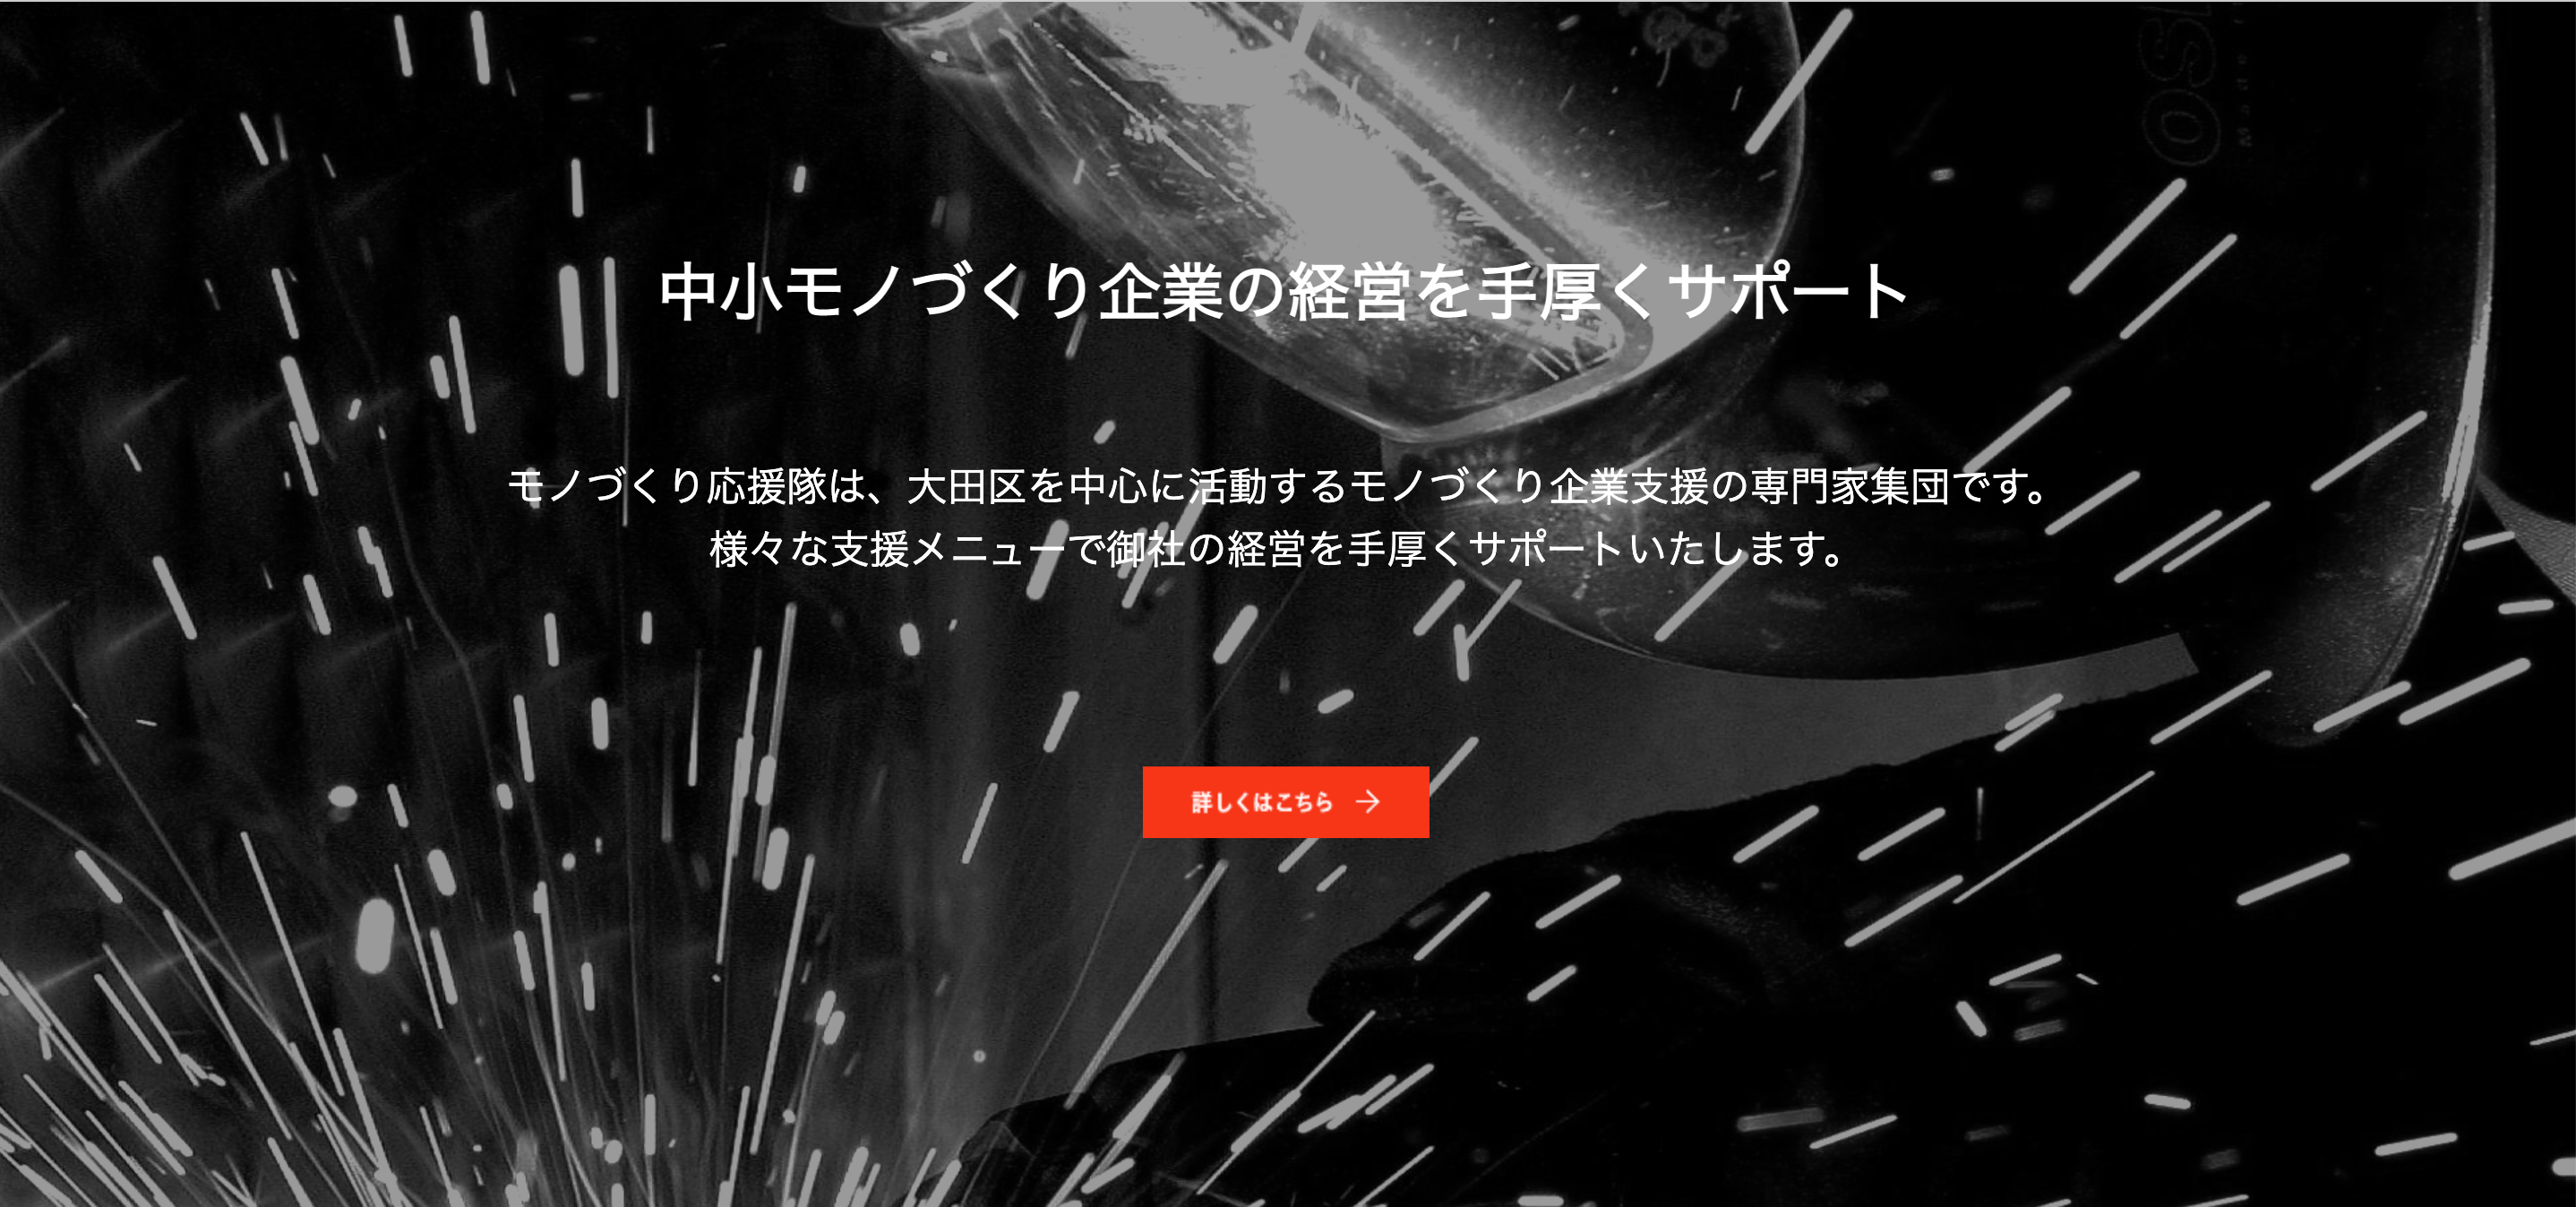 中小モノづくり企業の経営を手厚くサポート
モノづくり応援隊は、大田区を中心に活動するモノづくり企業支援の専門家集団です。
様々な支援メニューで御社の経営を手厚くサポートいたします。
詳しくはこちら →